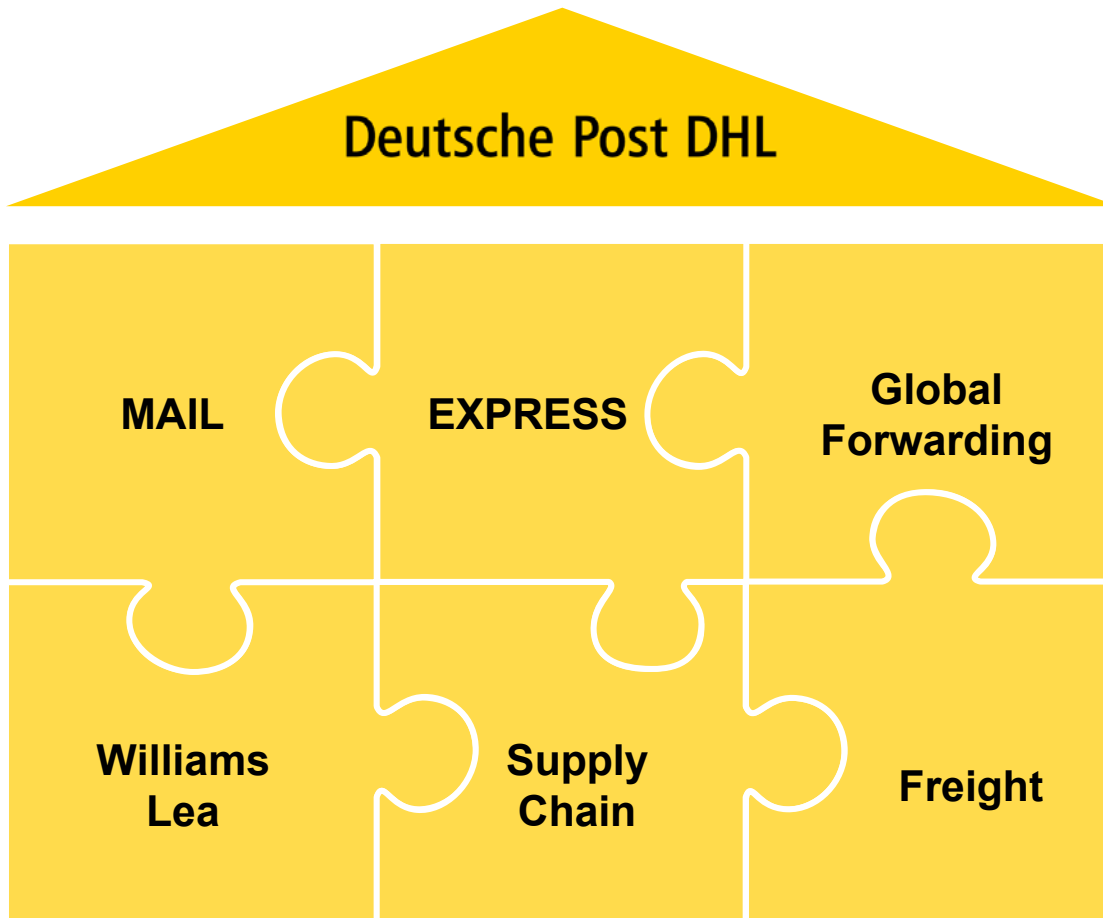 Deutsche Post DHL
MAIL
EXPRESS
Global
Forwarding
Williams
Lea
Supply
Chain
Freight